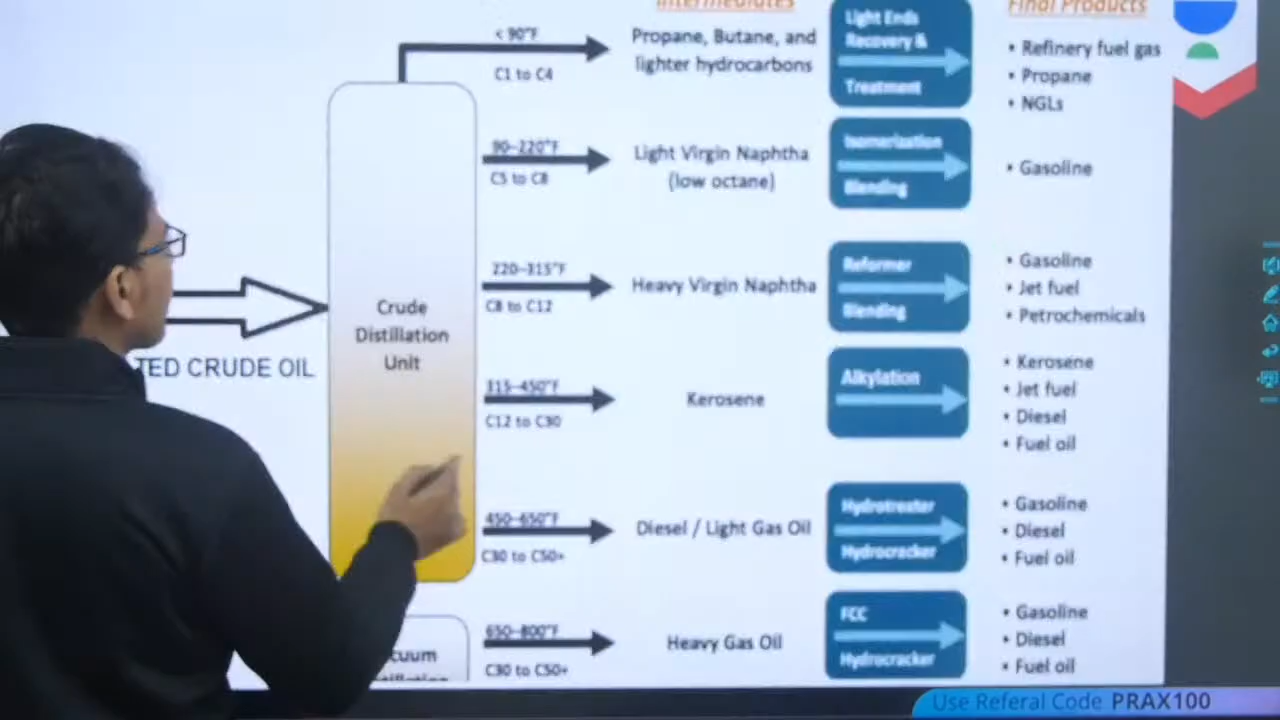 Intermediates
Final Products
< 90°F
C1 to C4
Propane, Butane, and
lighter hydrocarbons
Light Ends
Recovery &
Treatment
• Refinery fuel gas
• Propane
• NGLs
90–220°F
C5 to C8
Light Virgin Naphtha
(low octane)
Isomerization
Blending
• Gasoline
220–315°F
C8 to C12
Heavy Virgin Naphtha
Reformer
Blending
• Gasoline
• Jet fuel
• Petrochemicals
Crude
Distillation
Unit
TED CRUDE OIL
315–450°F
C12 to C30
Kerosene
Alkylation
• Kerosene
• Jet fuel
• Diesel
• Fuel oil
450–650°F
C30 to C50+
Diesel / Light Gas Oil
Hydrotreater
Hydrocracker
• Gasoline
• Diesel
• Fuel oil
650–800°F
C30 to C50+
Heavy Gas Oil
FCC
Hydrocracker
• Gasoline
• Diesel
• Fuel oil
cuum
Use Referal Code PRAX100